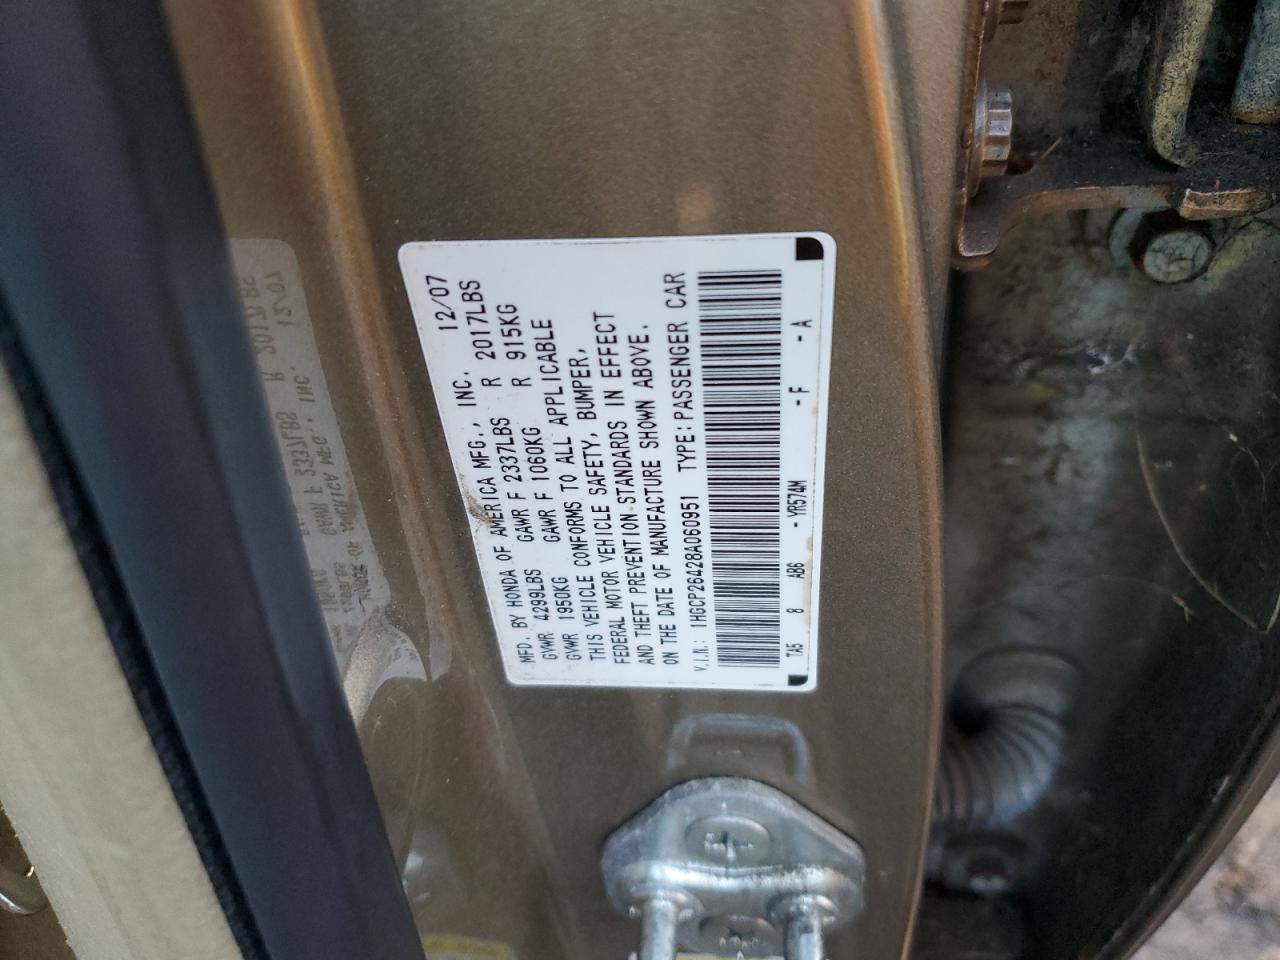 MFD. BY HONDA OF AMERICA MFG., INC. 12/07
GVWR 4299LBS GAWR F 2337LBS R 2017LBS
GVWR 1950KG GAWR F 1060KG R 915KG
THIS VEHICLE CONFORMS TO ALL APPLICABLE
FEDERAL MOTOR VEHICLE SAFETY, BUMPER,
AND THEFT PREVENTION STANDARDS IN EFFECT
ON THE DATE OF MANUFACTURE SHOWN ABOVE.
V.I.N.: 1HGCP26428A060951 TYPE: PASSENGER CAR
TA5 8 AB6 -YR574M -F -A